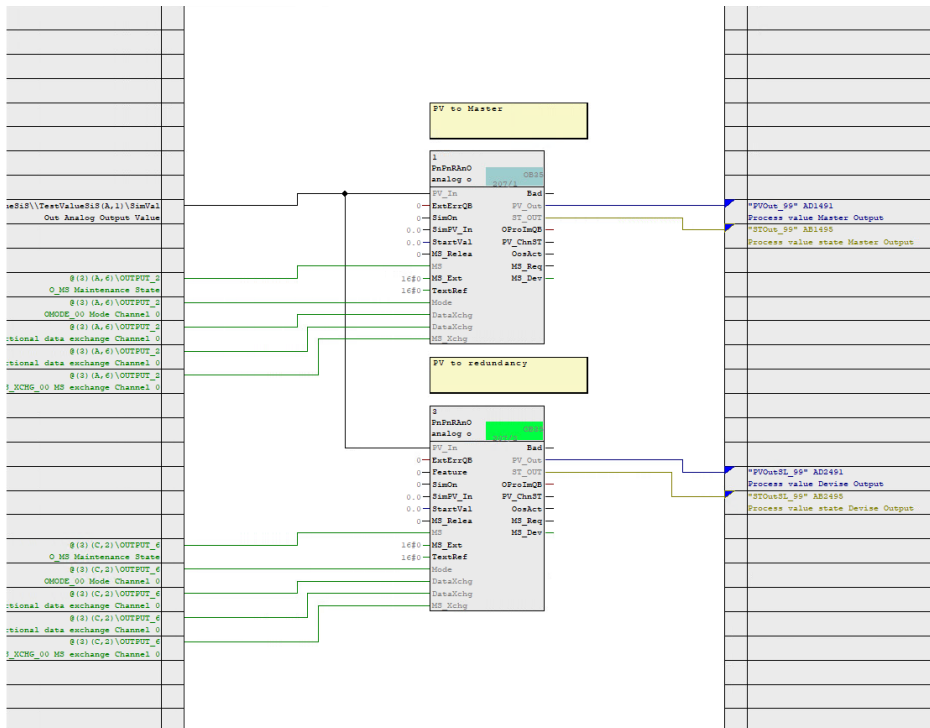 PV to Master
1
PnPnRAnO
analog o
OB35
207/1
PV_In
ExtErrQB
SimOn
SimPV_In
StartVal
MS_Relea
MS
MS_Ext
TextRef
Mode
DataXchg
DataXchg
MS_Xchg
0
0
0.0
0.0
0
16#0
16#0
Bad
PV_Out
ST_OUT
OProImQB
PV_ChnST
OosAct
MS_Req
MS_Dev
ueSiS\\TestValueSiS(A,1)\SimVal
Out Analog Output Value
@(3)(A,6)\OUTPUT_2
O_MS Maintenance State
@(3)(A,6)\OUTPUT_2
OMODE_00 Mode Channel 0
@(3)(A,6)\OUTPUT_2
ctional data exchange Channel 0
@(3)(A,6)\OUTPUT_2
ctional data exchange Channel 0
@(3)(A,6)\OUTPUT_2
S_XCHG_00 MS exchange Channel 0
"PVOut_99" AD1491
Process value Master Output
"STOut_99" AB1495
Process value state Master Output
PV to redundancy
PnPnRAnO
analog o
OB35
PV_In
ExtErrQB
Feature
SimOn
SimPV_In
StartVal
MS_Relea
MS
MS_Ext
TextRef
Mode
DataXchg
DataXchg
MS_Xchg
0
0
0
0.0
0.0
0
16#0
16#0
Bad
PV_Out
ST_OUT
OProImQB
PV_ChnST
OosAct
MS_Req
MS_Dev
@(3)(C,2)\OUTPUT_6
O_MS Maintenance State
@(3)(C,2)\OUTPUT_6
OMODE_00 Mode Channel 0
@(3)(C,2)\OUTPUT_6
ctional data exchange Channel 0
@(3)(C,2)\OUTPUT_6
ctional data exchange Channel 0
@(3)(C,2)\OUTPUT_6
S_XCHG_00 MS exchange Channel 0
"PVOutSL_99" AD2491
Process value Devise Output
"STOutSL_99" AB2495
Process value state Devise Output